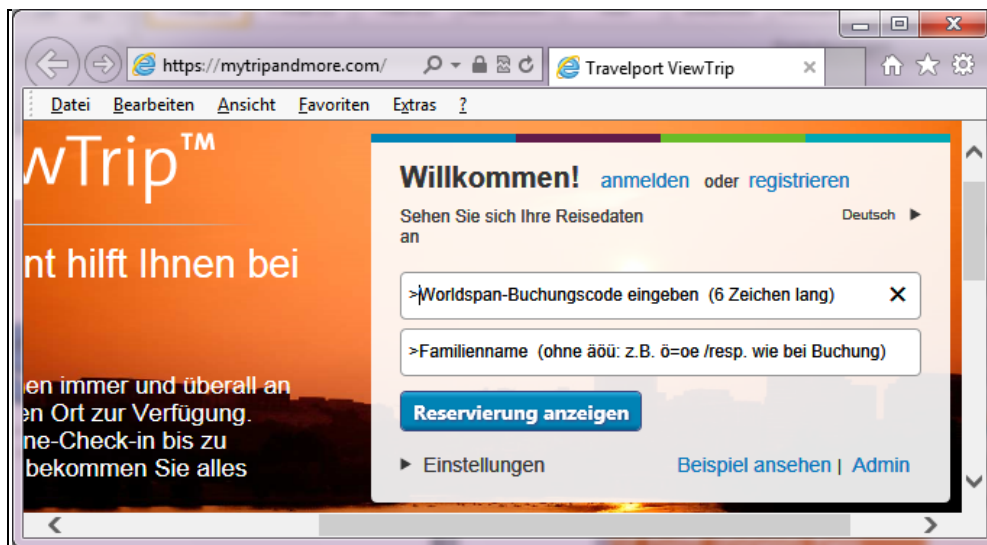 https://mytripandmore.com/
Travelport ViewTrip
Datei Bearbeiten Ansicht Favoriten Extras ?
wTrip™
nt hilft Ihnen bei
en immer und überall an
en Ort zur Verfügung.
ne-Check-in bis zu
bekommen Sie alles
Willkommen! anmelden oder registrieren
Sehen Sie sich Ihre Reisedaten
an
Deutsch
>Worldspan-Buchungscode eingeben (6 Zeichen lang)
>Familienname (ohne äöü: z.B. ö=oe /resp. wie bei Buchung)
Reservierung anzeigen
Einstellungen
Beispiel ansehen | Admin